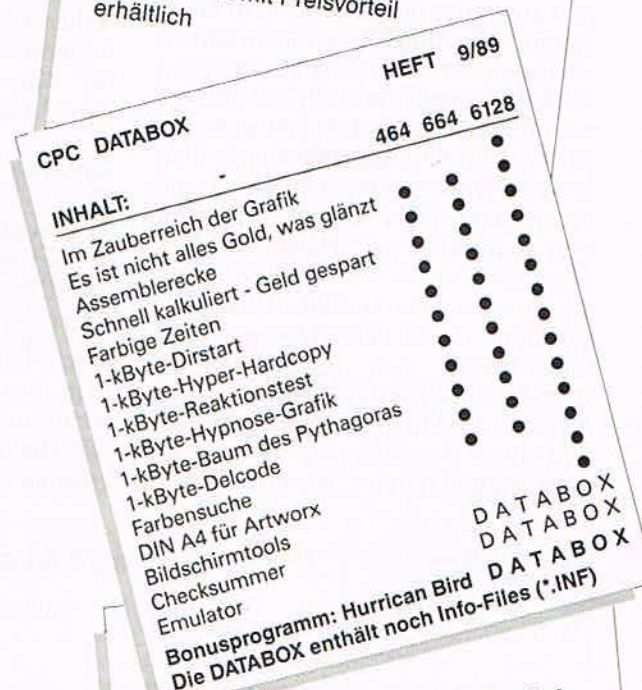 Preisvorteil
erhältlich
HEFT 9/89
CPC DATABOX
464 664 6128
INHALT:
Im Zauberreich der Grafik
Es ist nicht alles Gold, was glänzt
Assemblerecke
Schnell kalkuliert - Geld gespart
Farbige Zeiten
1-kByte-Dirstart
1-kByte-Hyper-Hardcopy
1-kByte-Reaktionstest
1-kByte-Hypnose-Grafik
1-kByte-Baum des Pythagoras
1-kByte-Delcode
Farbensuche
DIN A4 für Artworx
Bildschirmtools
Checksummer DATABOX
Emulator DATABOX
Bonusprogramm: Hurrican Bird DATABOX
Die DATABOX enthält noch Info-Files (*.INF)